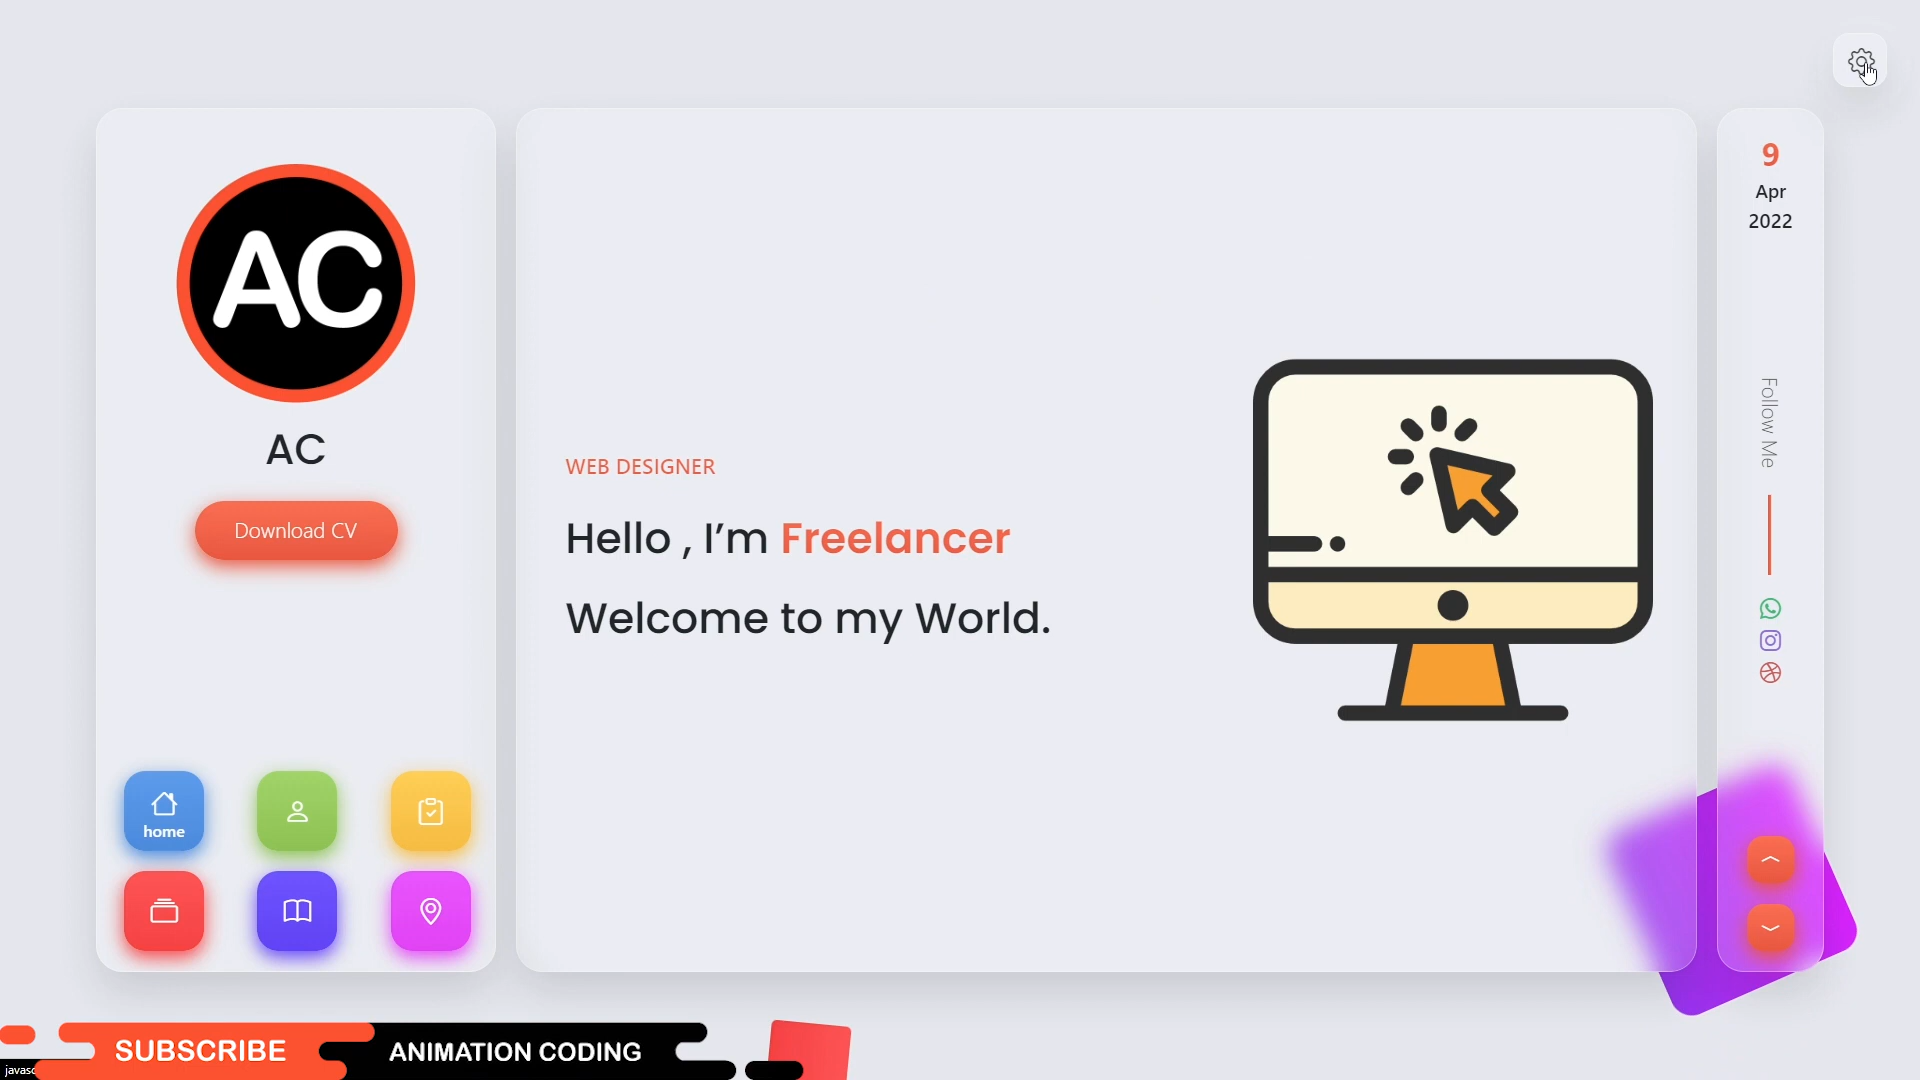 AC
AC
Download CV
home
WEB DESIGNER
Hello , I’m Freelancer
Welcome to my World.
9
Apr
2022
Follow Me
SUBSCRIBE
ANIMATION CODING